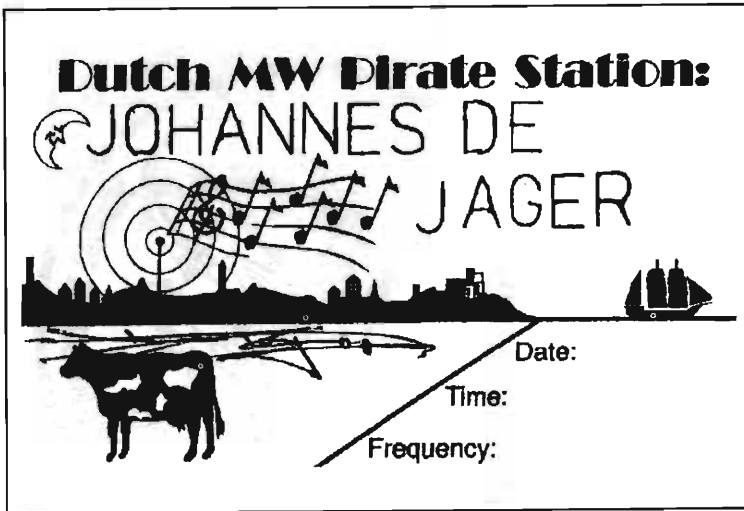 Dutch MW Pirate Station:
JOHANNES DE
JAGER
Date:
Time:
Frequency: